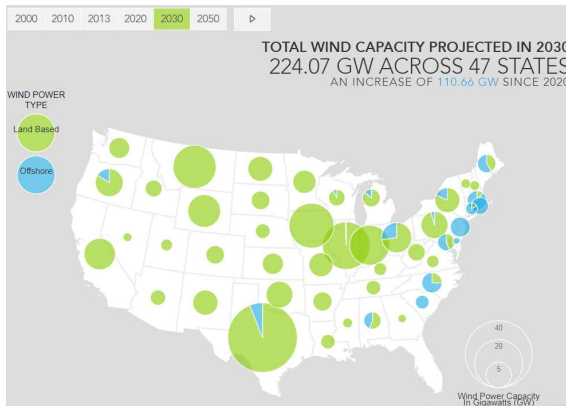 2000 2010 2013 2020 2030 2050
TOTAL WIND CAPACITY PROJECTED IN 2030
224.07 GW ACROSS 47 STATES
AN INCREASE OF 110.66 GW SINCE 2020
WIND POWER
TYPE
Land Based
Offshore
40
20
5
Wind Power Capacity
In Gigawatts (GW)